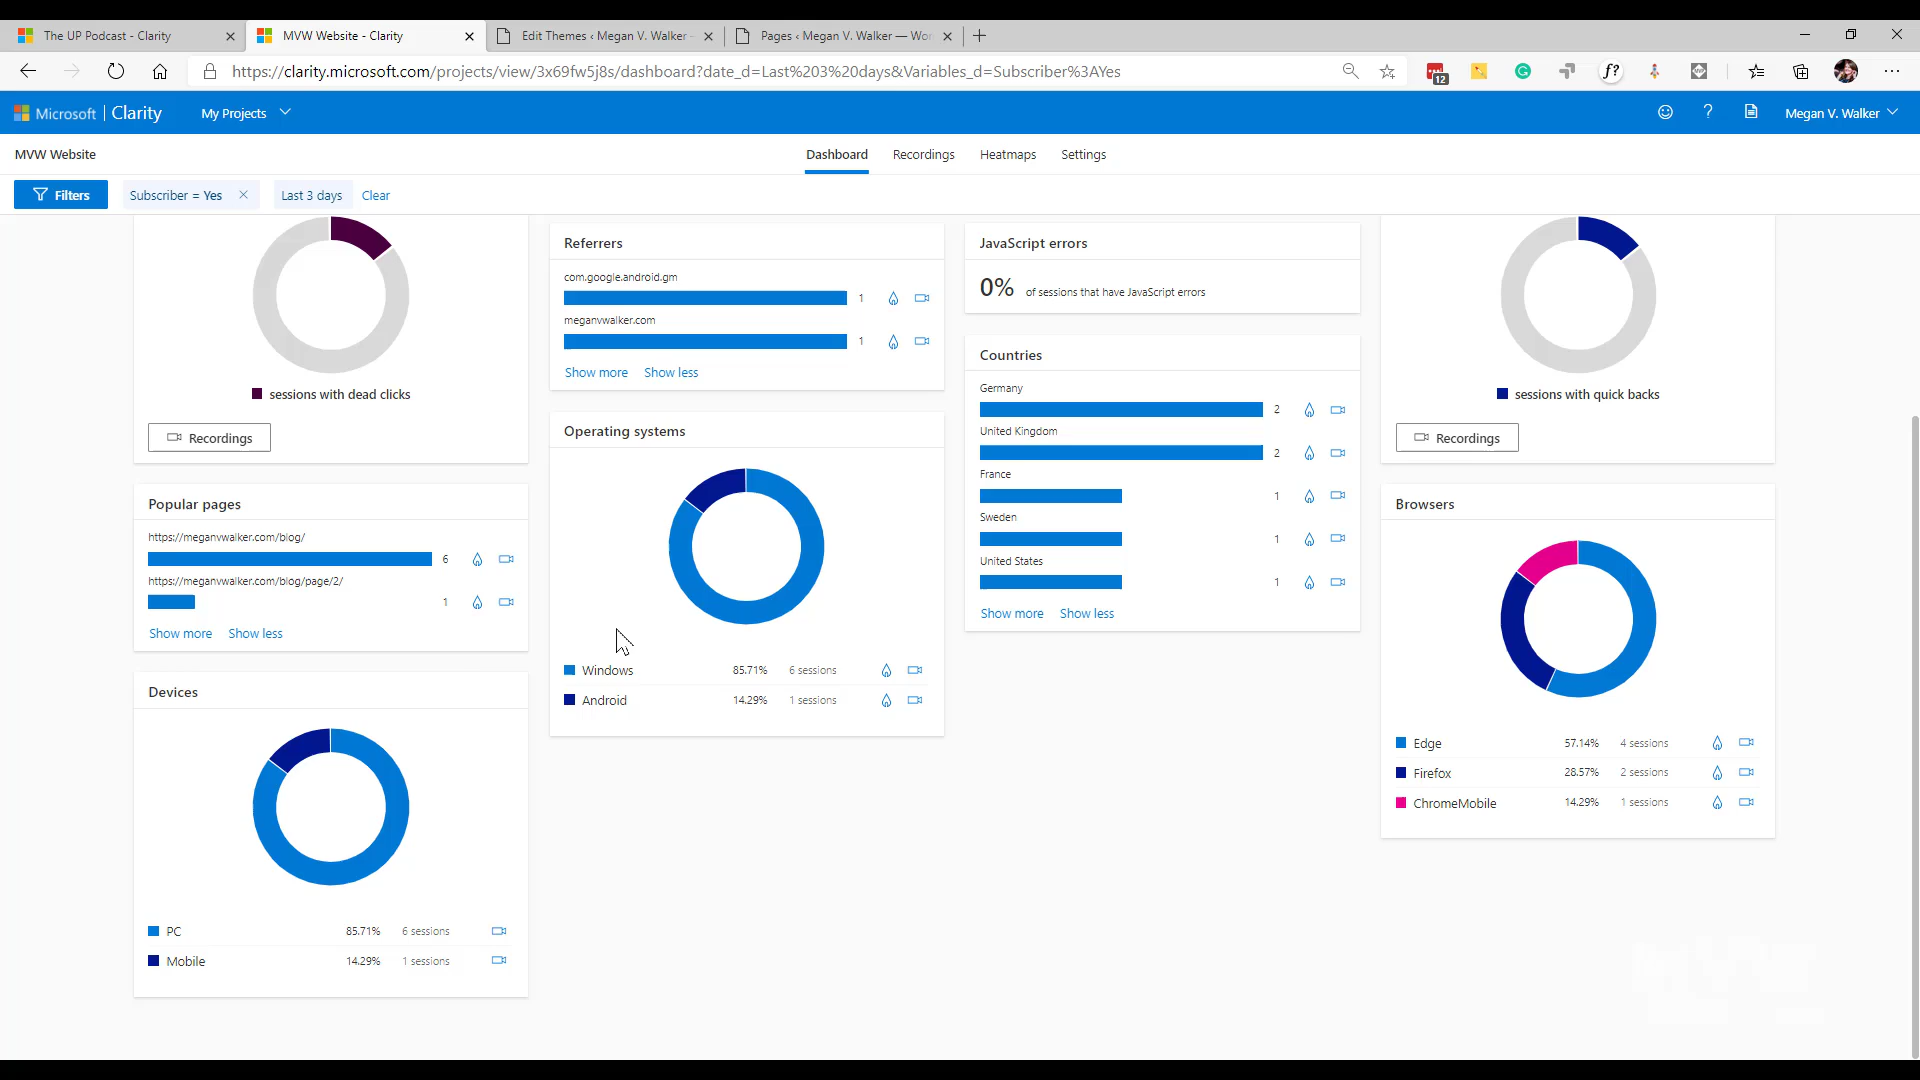 The UP Podcast - Clarity
MVW Website - Clarity
Edit Themes ‹ Megan V. Walker -
Pages ‹ Megan V. Walker — Wor
https://clarity.microsoft.com/projects/view/3x69fw5j8s/dashboard?date_d=Last%203%20days&Variables_d=Subscriber%3AYes
12
f?
Microsoft | Clarity
My Projects
?
Megan V. Walker
MVW Website
Dashboard
Recordings
Heatmaps
Settings
Filters
Subscriber = Yes
Last 3 days
Clear
sessions with dead clicks
Recordings
Popular pages
https://meganvwalker.com/blog/
6
https://meganvwalker.com/blog/page/2/
1
Show more Show less
Devices
PC 85.71% 6 sessions
Mobile 14.29% 1 sessions
Referrers
com.google.android.gm
1
meganvwalker.com
1
Show more Show less
Operating systems
Windows 85.71% 6 sessions
Android 14.29% 1 sessions
JavaScript errors
0% of sessions that have JavaScript errors
Countries
Germany
2
United Kingdom
2
France
1
Sweden
1
United States
1
Show more Show less
sessions with quick backs
Recordings
Browsers
Edge 57.14% 4 sessions
Firefox 28.57% 2 sessions
ChromeMobile 14.29% 1 sessions